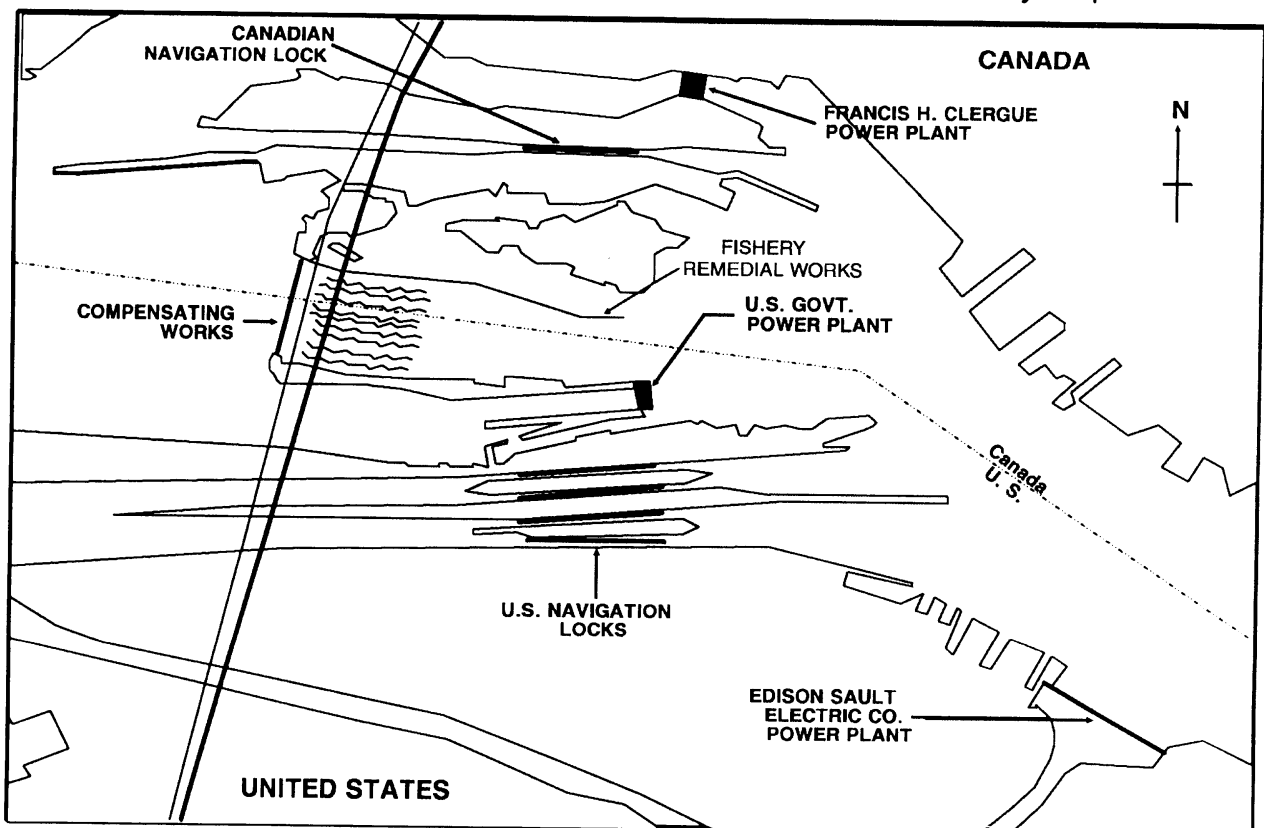 CANADIAN
NAVIGATION LOCK
CANADA
FRANCIS H. CLERGUE
POWER PLANT
N
FISHERY
REMEDIAL WORKS
COMPENSATING
WORKS
U.S. GOVT.
POWER PLANT
Canada
U. S.
U.S. NAVIGATION
LOCKS
EDISON SAULT
ELECTRIC CO.
POWER PLANT
UNITED STATES